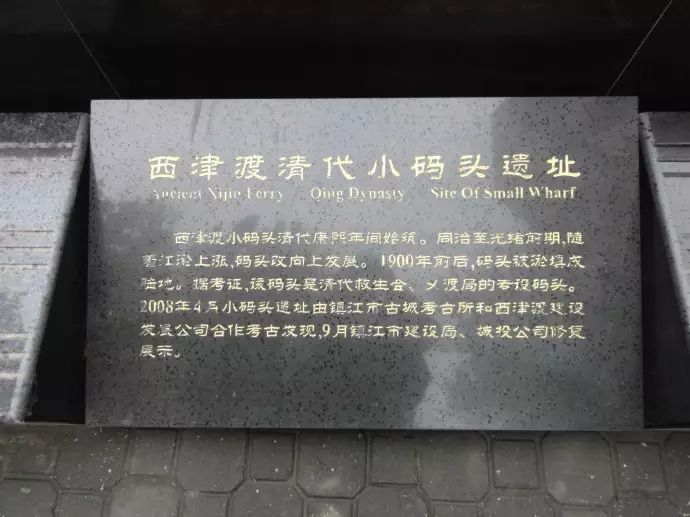 西津渡清代小码头遗址
Ancient Xijin Ferry Qing Dynasty Site Of Small Wharf
西津渡小码头清代康熙年间始筑。同治至光绪前期,随
着江淤上涨,码头改向上发展。1900年前后,码头被淤填成
陆地。据考证,该码头是清代救生会、义渡局的专设码头。
2008年4月小码头遗址由镇江市古城考古所和西津渡建设
发展公司合作考古发现,9月镇江市建设局、城投公司修复
展示。